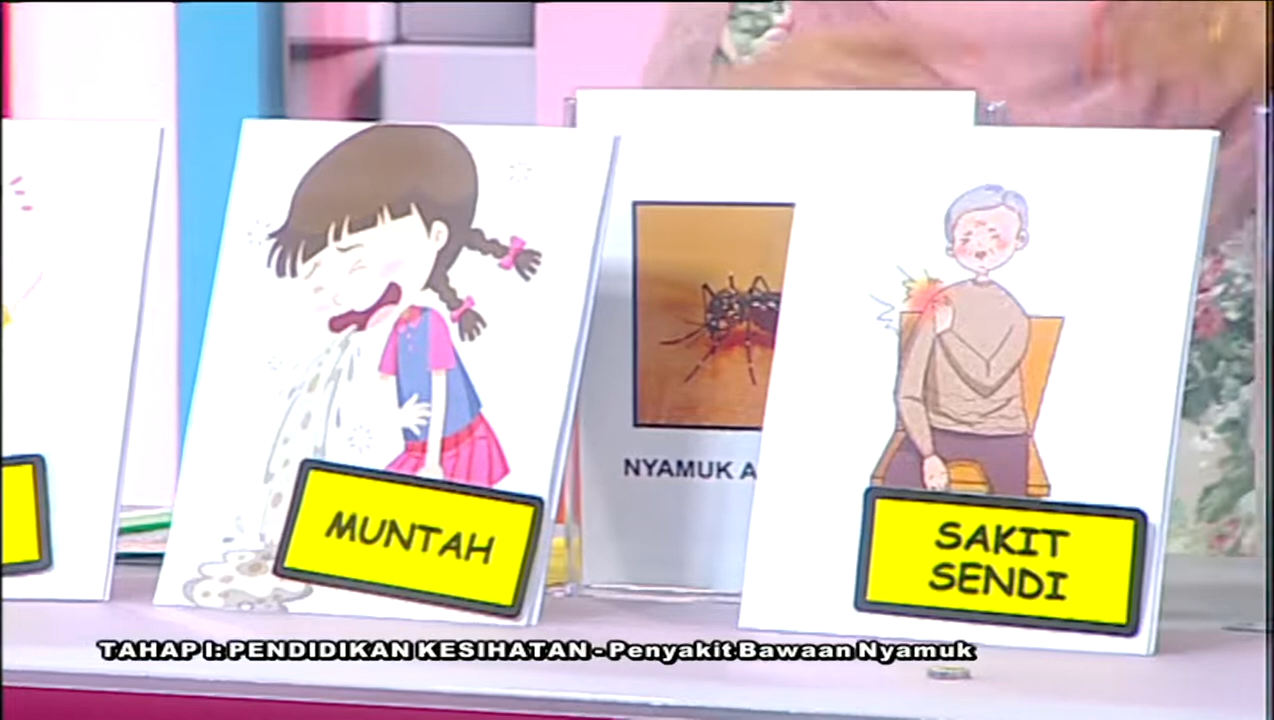 MUNTAH
NYAMUK A
SAKIT
SENDI
TAHAP I: PENDIDIKAN KESIHATAN - Penyakit Bawaan Nyamuk